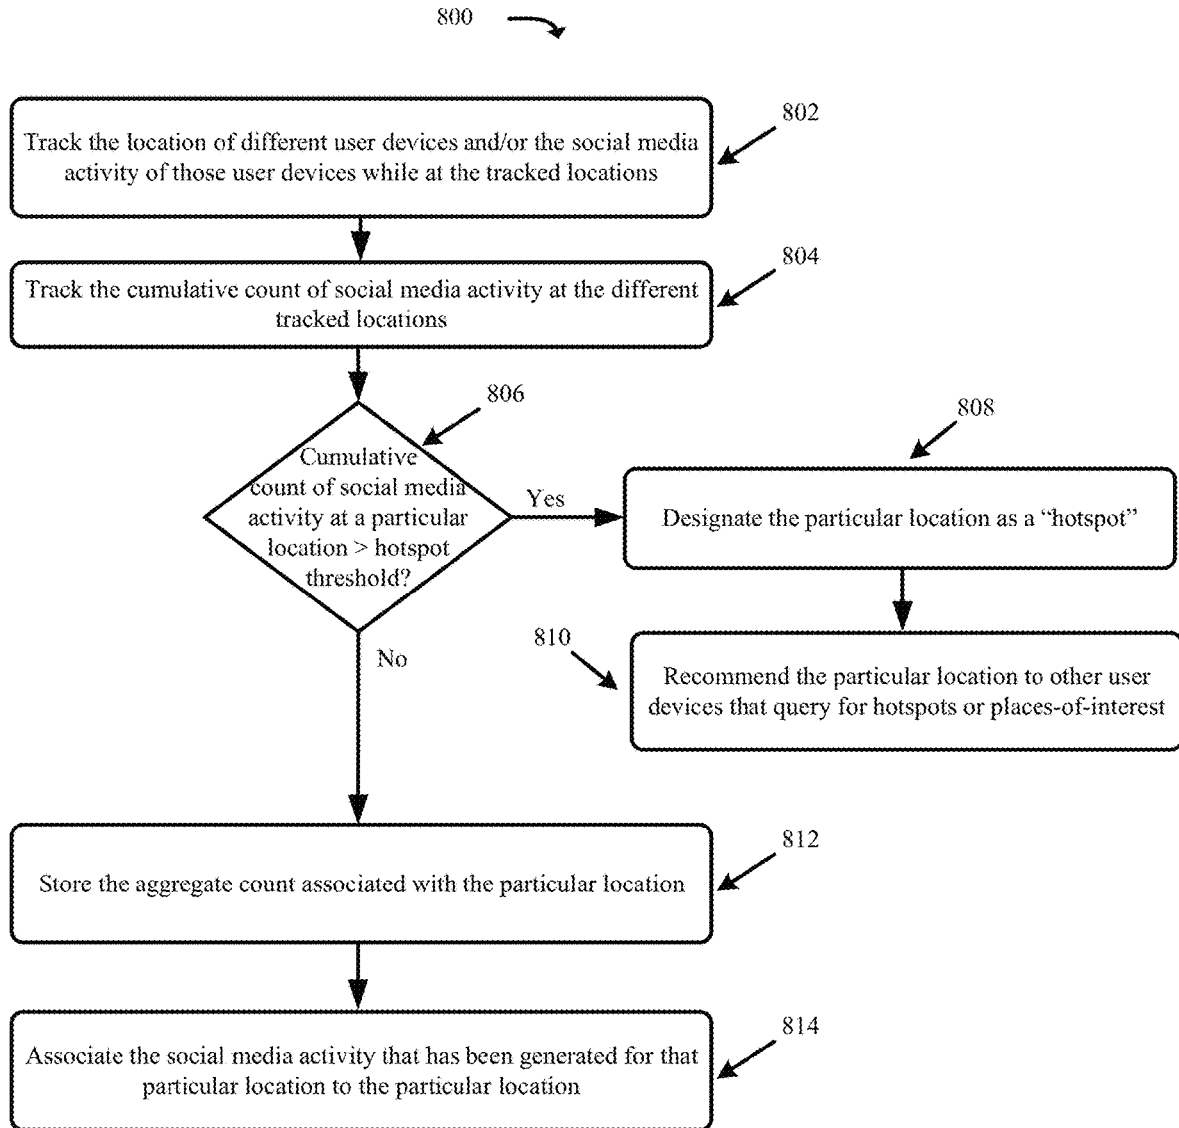 800
802
Track the location of different user devices and/or the social media
activity of those user devices while at the tracked locations
804
Track the cumulative count of social media activity at the different
tracked locations
806
Cumulative
count of social media
activity at a particular
location > hotspot
threshold?
Yes
808
Designate the particular location as a “hotspot”
No
810
Recommend the particular location to other user
devices that query for hotspots or places-of-interest
812
Store the aggregate count associated with the particular location
814
Associate the social media activity that has been generated for that
particular location to the particular location